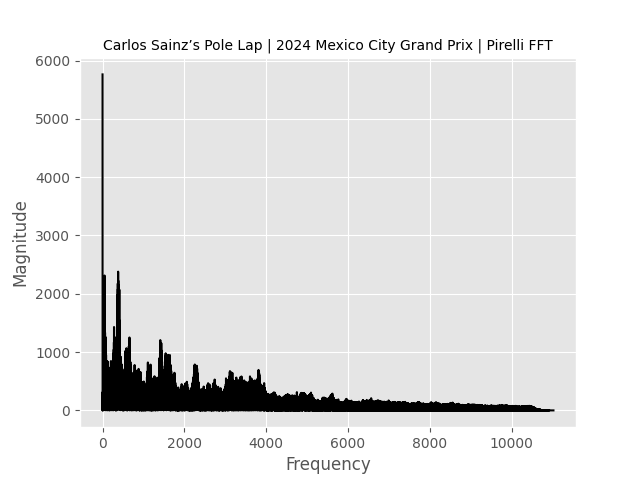 Carlos Sainz’s Pole Lap | 2024 Mexico City Grand Prix | Pirelli FFT
6000
5000
4000
3000
2000
1000
0
Magnitude
0 2000 4000 6000 8000 10000
Frequency